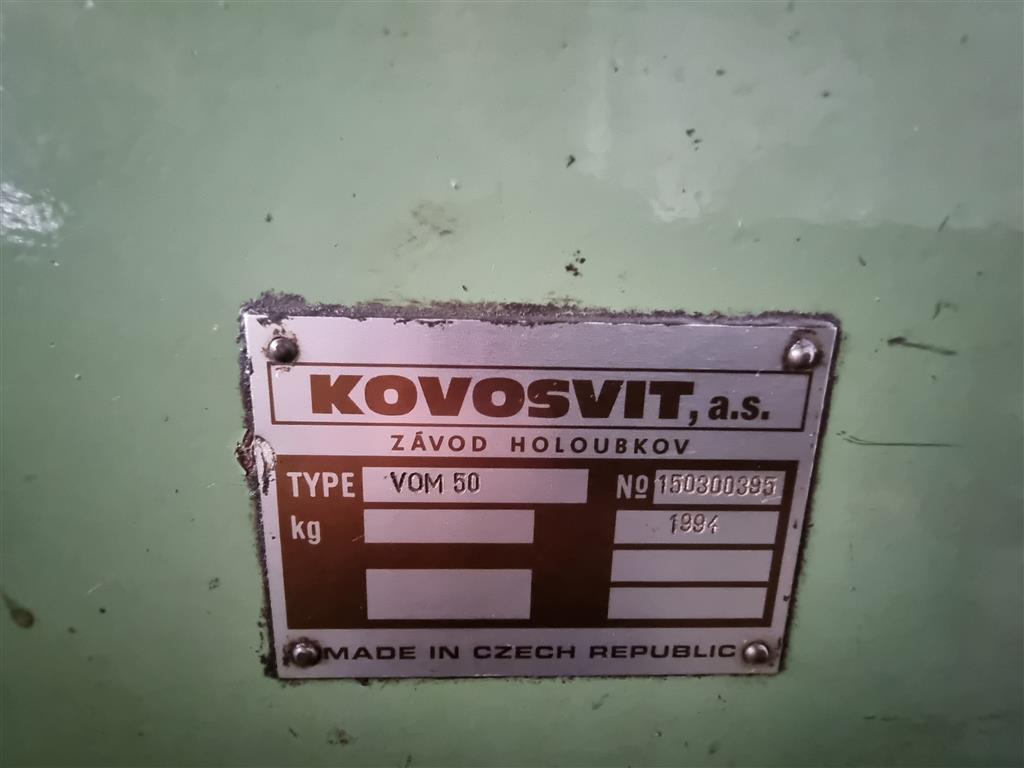 KOVOSVIT, a.s.
ZÁVOD HOLOUBKOV
TYPE VOM 50 No 150300395
kg 1994
MADE IN CZECH REPUBLIC